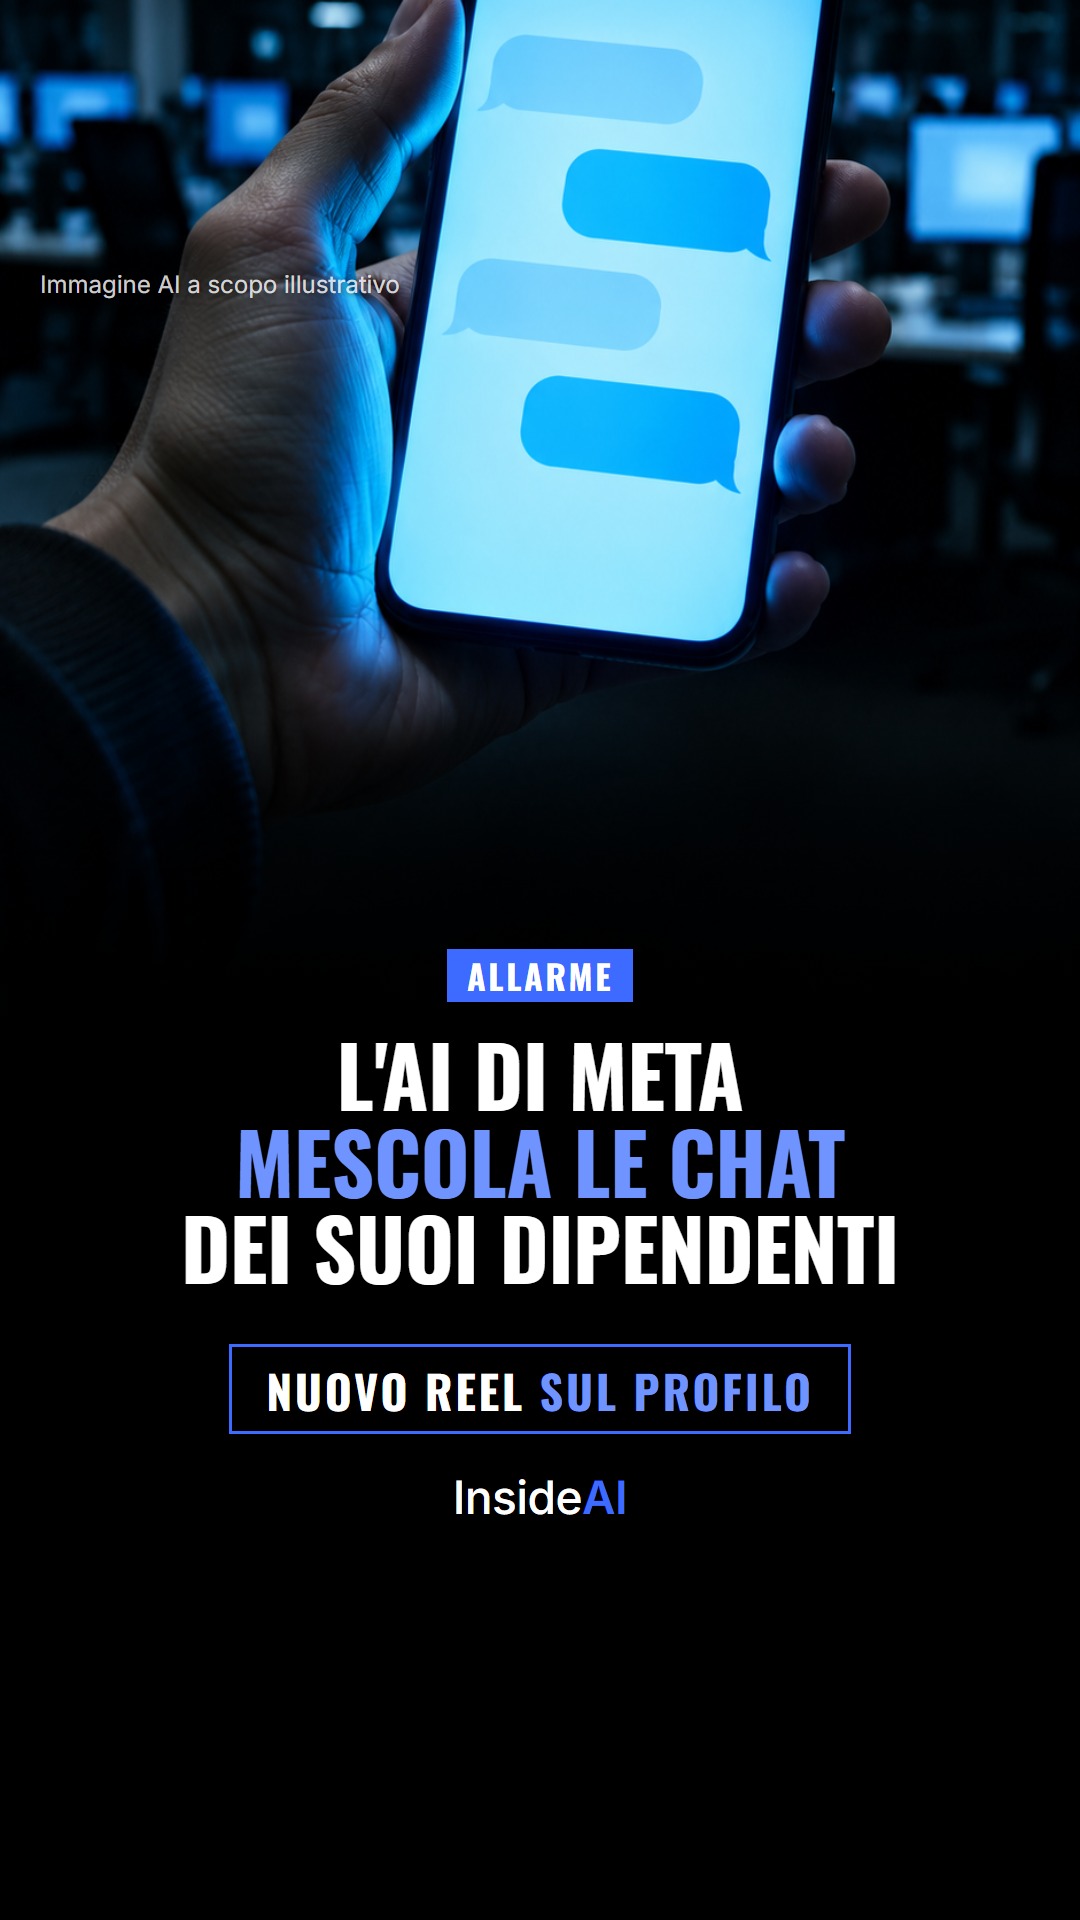 Immagine AI a scopo illustrativo
ALLARME
L'AI DI META
MESCOLA LE CHAT
DEI SUOI DIPENDENTI
NUOVO REEL SUL PROFILO
InsideAI